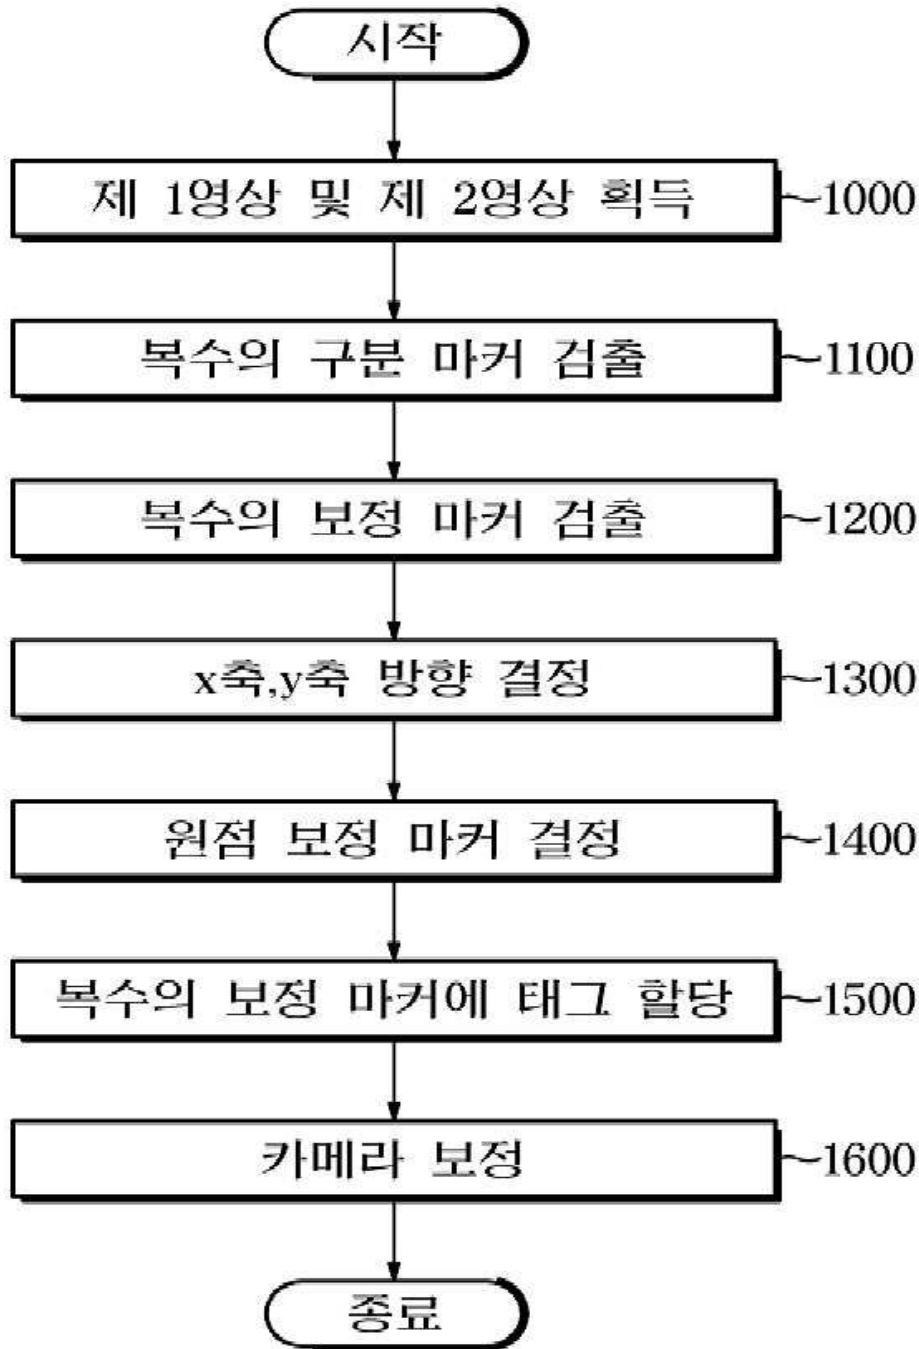 시작
제 1영상 및 제 2영상 획득 ~1000
복수의 구분 마커 검출 ~1100
복수의 보정 마커 검출 ~1200
x축,y축 방향 결정 ~1300
원점 보정 마커 결정 ~1400
복수의 보정 마커에 태그 할당 ~1500
카메라 보정 ~1600
종료